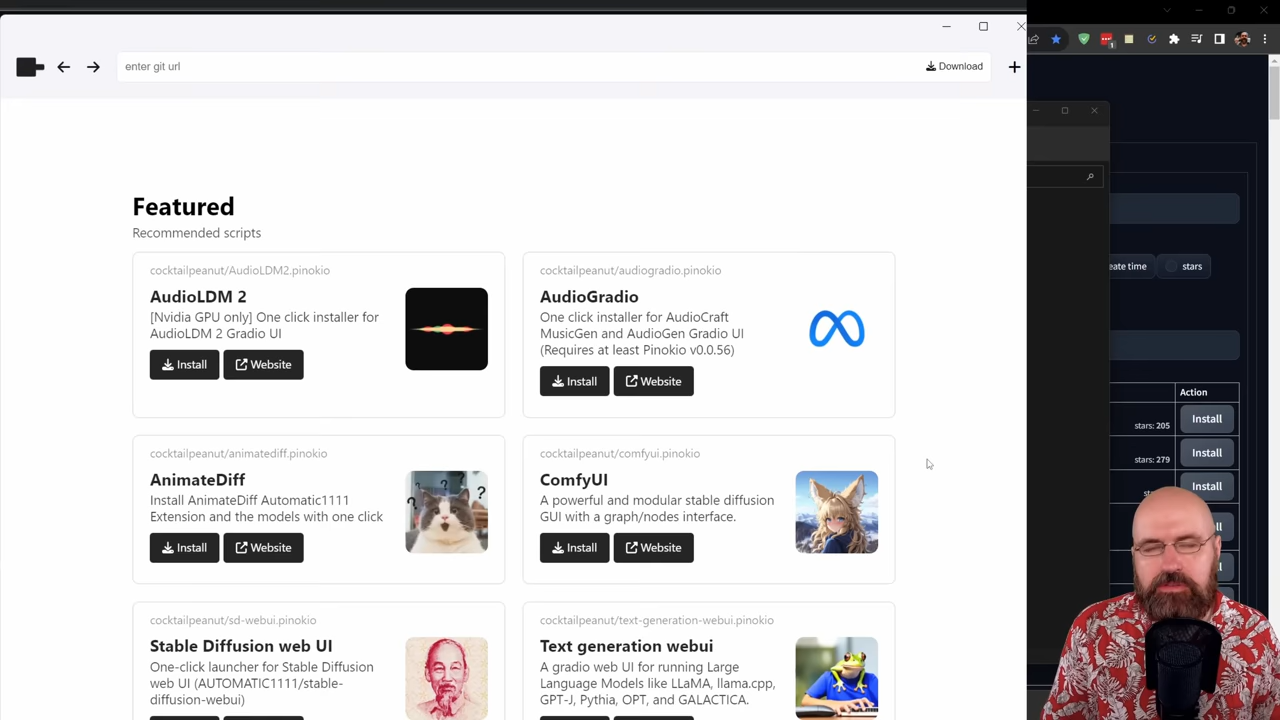 enter git url
Download
Featured
Recommended scripts
cocktailpeanut/AudioLDM2.pinokio
AudioLDM 2
[Nvidia GPU only] One click installer for
AudioLDM 2 Gradio UI
Install
Website
cocktailpeanut/audiogradio.pinokio
AudioGradio
One click installer for AudioCraft
MusicGen and AudioGen Gradio UI
(Requires at least Pinokio v0.0.56)
Install
Website
cocktailpeanut/animatediff.pinokio
AnimateDiff
Install AnimateDiff Automatic1111
Extension and the models with one click
Install
Website
cocktailpeanut/comfyui.pinokio
ComfyUI
A powerful and modular stable diffusion
GUI with a graph/nodes interface.
Install
Website
cocktailpeanut/sd-webui.pinokio
Stable Diffusion web UI
One-click launcher for Stable Diffusion
web UI (AUTOMATIC1111/stable-
diffusion-webui)
cocktailpeanut/text-generation-webui.pinokio
Text generation webui
A gradio web UI for running Large
Language Models like LLaMA, llama.cpp,
GPT-J, Pythia, OPT, and GALACTICA.
eate time
stars
Action
stars: 205
Install
stars: 279
Install
Install